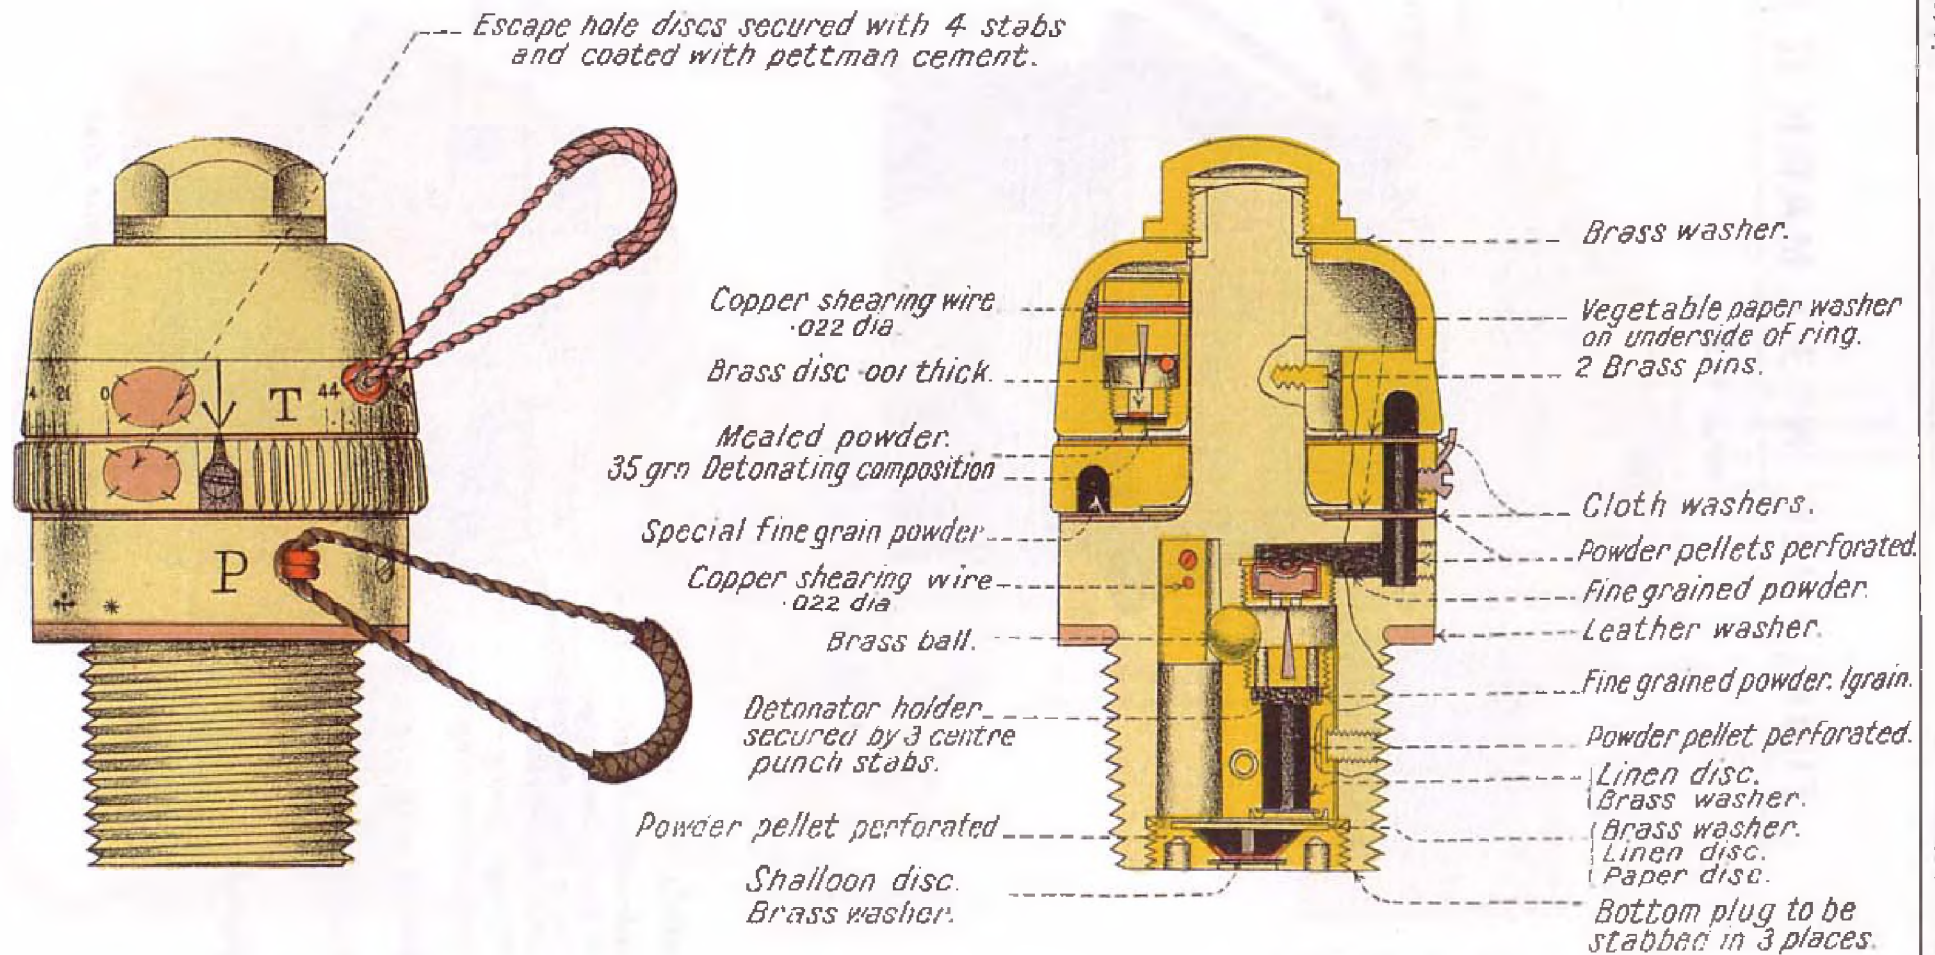 Escape hole discs secured with 4 stabs
and coated with pettman cement.
4 21 0 T 44 3
P
Copper shearing wire
.022 dia
Brass disc .001 thick.
Mealed powder.
35 grn Detonating composition
Special fine grain powder
Copper shearing wire
.022 dia
Brass ball.
Detonator holder
secured by 3 centre
punch stabs.
Powder pellet perforated
Shalloon disc.
Brass washer.
Brass washer.
Vegetable paper washer
on underside of ring.
2 Brass pins.
Cloth washers.
Powder pellets perforated.
Fine grained powder.
Leather washer.
Fine grained powder. 1 grain.
Powder pellet perforated.
Linen disc.
Brass washer.
Brass washer.
Linen disc.
Paper disc.
Bottom plug to be
stabbed in 3 places.